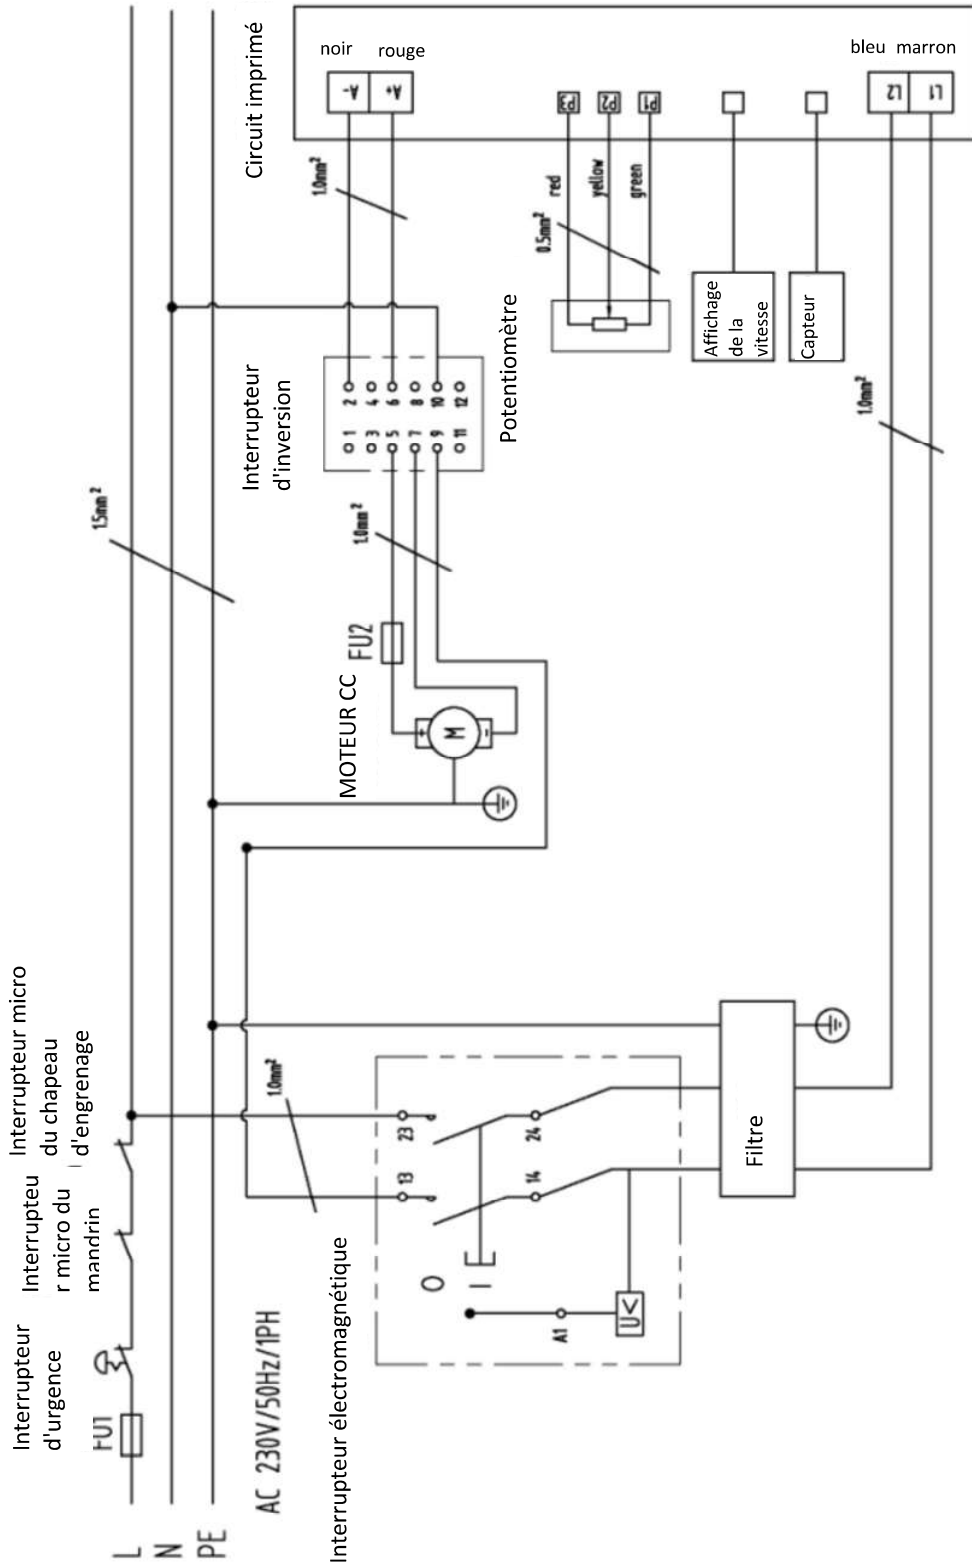 L
N
PE
AC 230V/50Hz/1PH
FU1
Interrupteur
d'urgence
Interrupteu
r micro du
mandrin
Interrupteur micro
du chapeau
d'engrenage
1.5mm²
Interrupteur électromagnétique
O
I
A1
U<
13
14
23
24
1.0mm²
Filtre
MOTEUR CC
M
+
-
FU2
1.0mm²
Interrupteur
d'inversion
1
2
3
4
5
6
7
8
9
10
11
12
1.0mm²
Circuit imprimé
noir
rouge
A-
A+
P3
P2
P1
red
yellow
green
0.5mm²
Potentiomètre
Affichage
de la
vitesse
Capteur
bleu
marron
L2
L1
1.0mm²